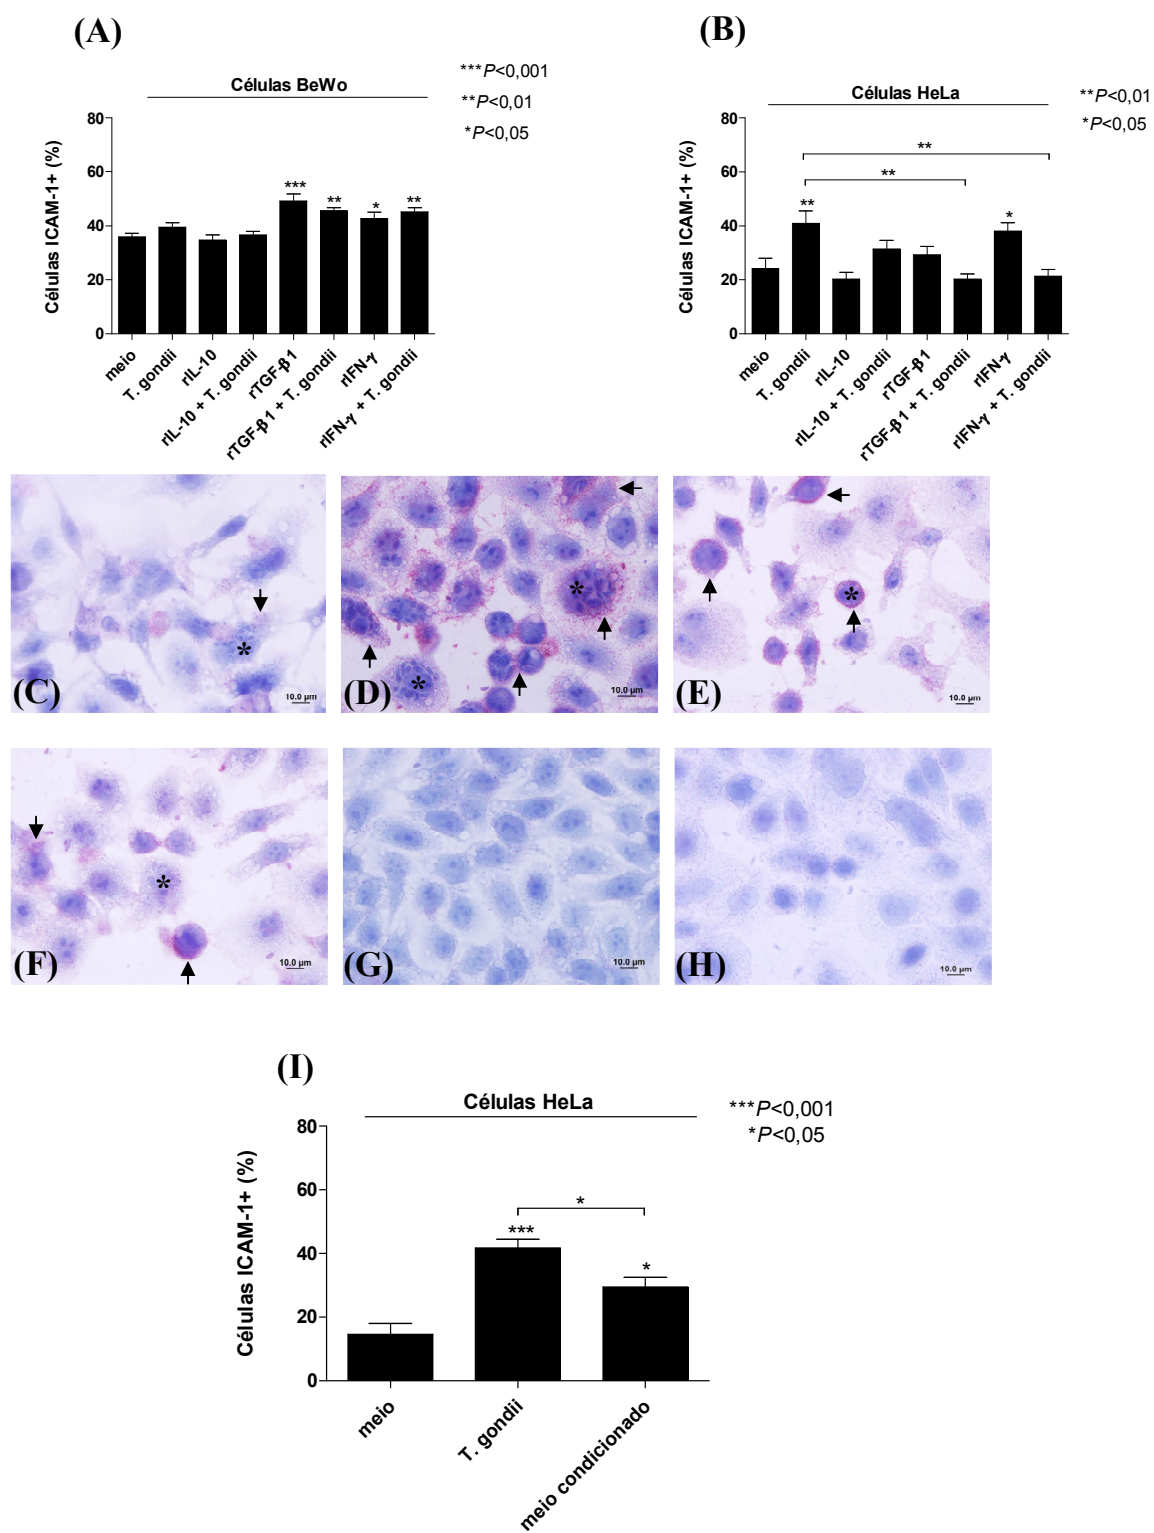 (A)
Células BeWo
***P<0,001
**P<0,01
*P<0,05
Células ICAM-1+ (%)
80
60
40
20
0
***
**
*
**
meio
T. gondii
rIL-10
rIL-10 + T. gondii
rTGF-β1
rTGF-β1 + T. gondii
rIFN-γ
rIFN-γ + T. gondii
(B)
Células HeLa
**P<0,01
*P<0,05
Células ICAM-1+ (%)
80
60
40
20
0
**
**
**
*
meio
T. gondii
rIL-10
rIL-10 + T. gondii
rTGF-β1
rTGF-β1 + T. gondii
rIFN-γ
rIFN-γ + T. gondii
*
(C)
10.0 µm
*
*
*
(D)
10.0 µm
*
(E)
10.0 µm
*
(F)
10.0 µm
(G)
10.0 µm
(H)
10.0 µm
(I)
Células HeLa
***P<0,001
*P<0,05
Células ICAM-1+ (%)
80
60
40
20
0
*
***
*
meio
T. gondii
meio condicionado